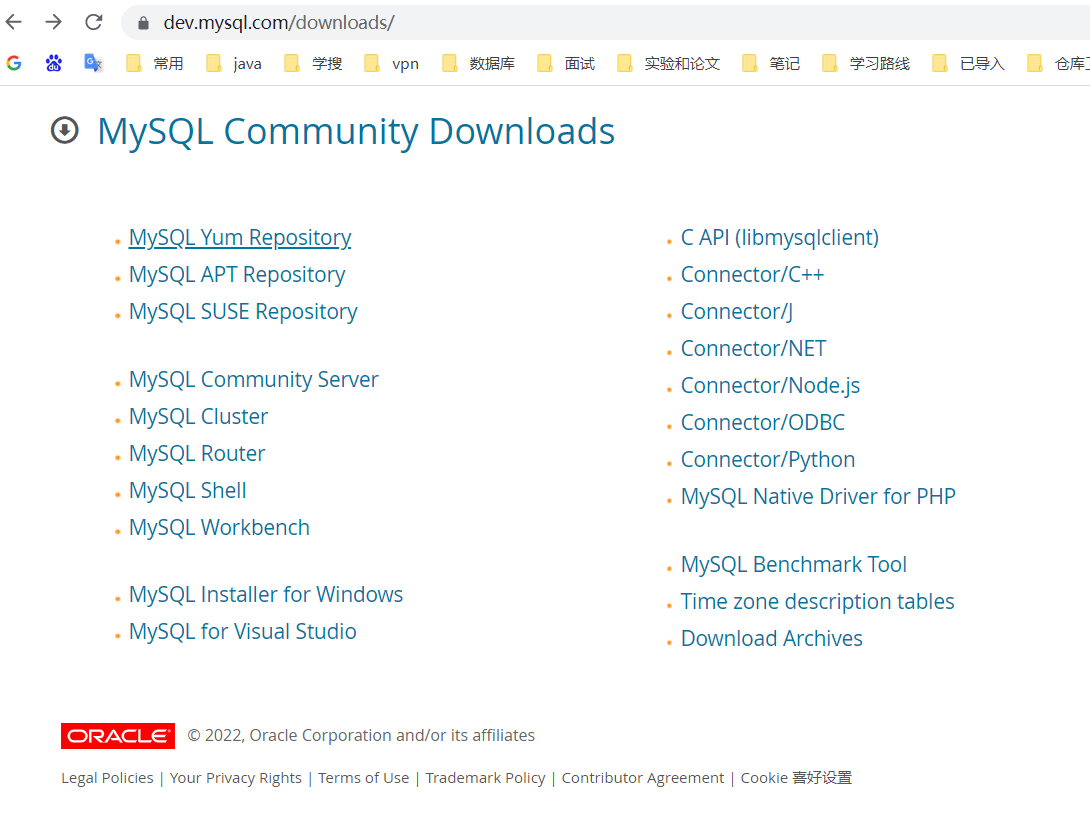 dev.mysql.com/downloads/
常用 java 学搜 vpn 数据库 面试 实验和论文 笔记 学习路线 已导入 仓库
MySQL Community Downloads
MySQL Yum Repository
MySQL APT Repository
MySQL SUSE Repository
MySQL Community Server
MySQL Cluster
MySQL Router
MySQL Shell
MySQL Workbench
MySQL Installer for Windows
MySQL for Visual Studio
C API (libmysqlclient)
Connector/C++
Connector/J
Connector/NET
Connector/Node.js
Connector/ODBC
Connector/Python
MySQL Native Driver for PHP
MySQL Benchmark Tool
Time zone description tables
Download Archives
ORACLE © 2022, Oracle Corporation and/or its affiliates
Legal Policies | Your Privacy Rights | Terms of Use | Trademark Policy | Contributor Agreement | Cookie 喜好设置